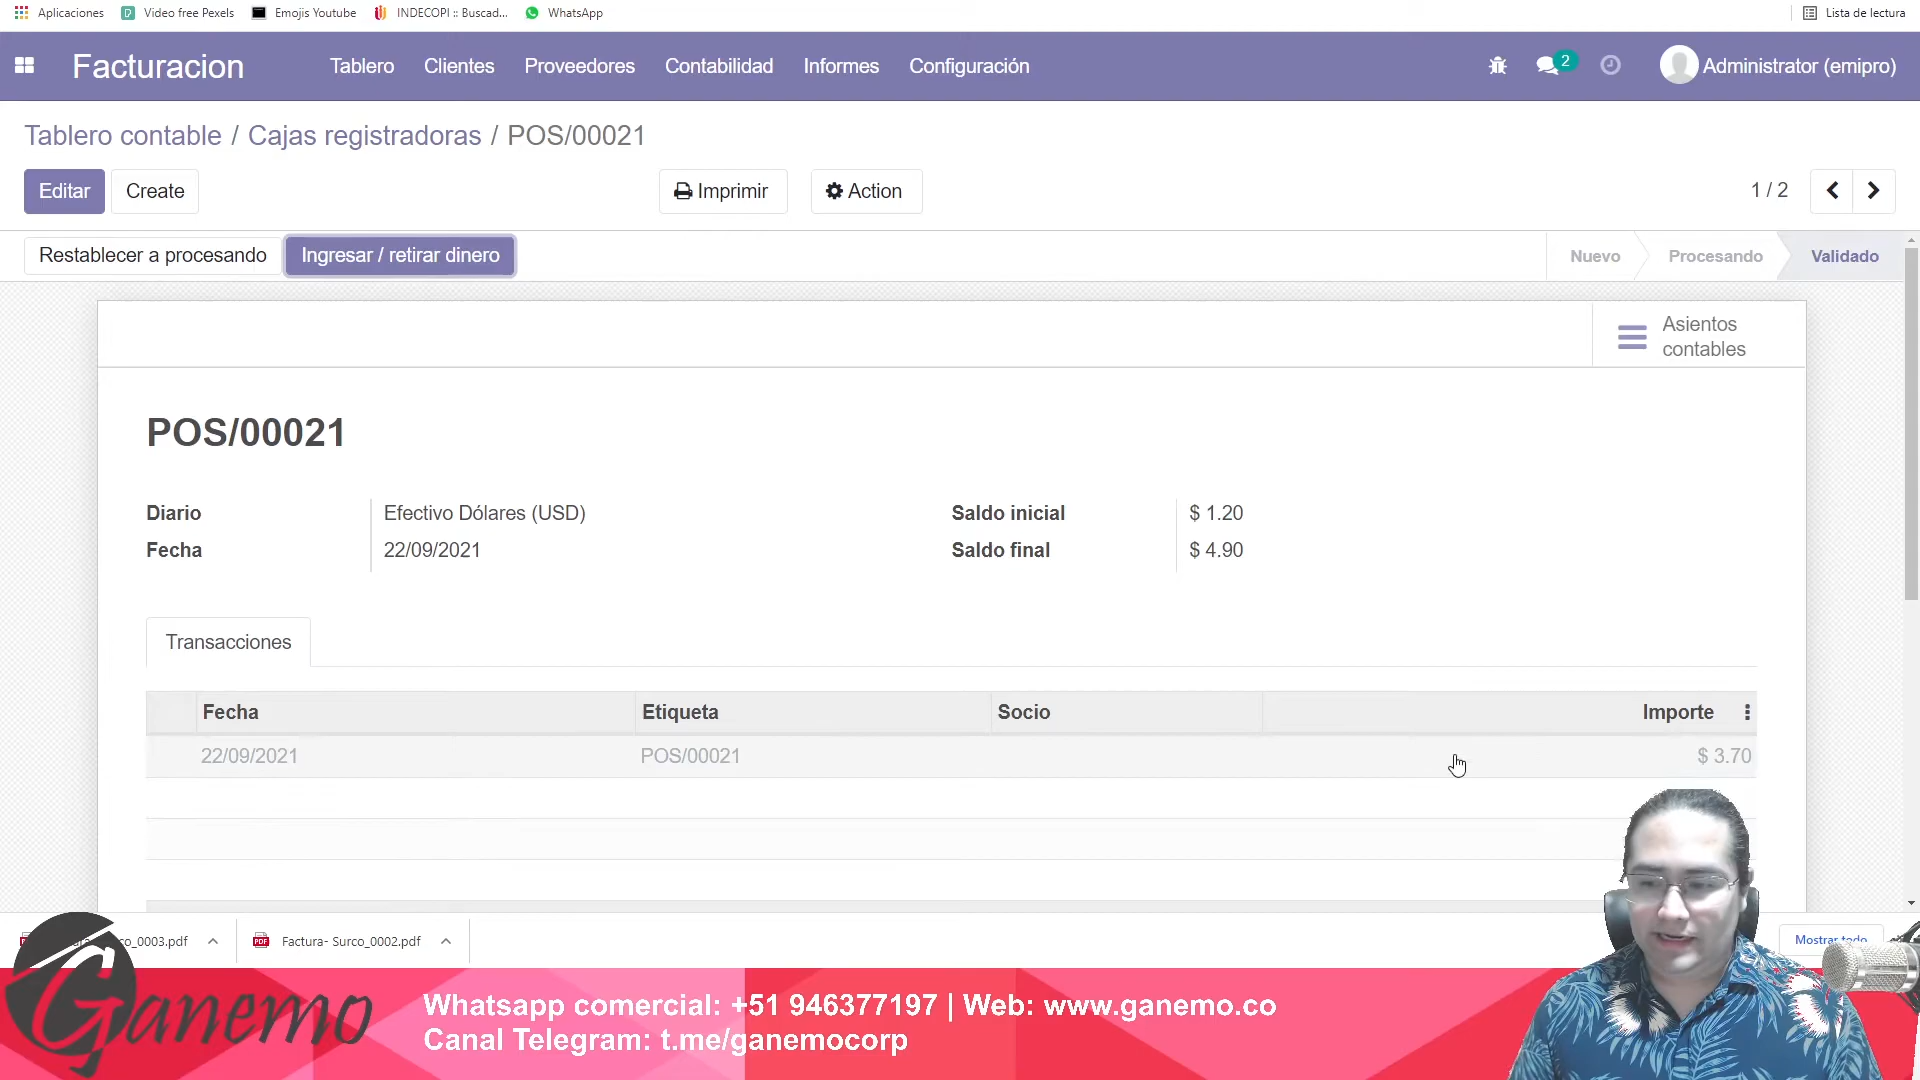 Aplicaciones
Video free Pexels
Emojis Youtube
INDECOPI :: Buscad...
WhatsApp
Lista de lectura
Facturacion
Tablero
Clientes
Proveedores
Contabilidad
Informes
Configuración
2
Administrator (emipro)
Tablero contable / Cajas registradoras / POS/00021
Editar
Create
Imprimir
Action
1 / 2
Restablecer a procesando
Ingresar / retirar dinero
Nuevo
Procesando
Validado
Asientos
contables
POS/00021
Diario
Efectivo Dólares (USD)
Saldo inicial
$ 1.20
Fecha
22/09/2021
Saldo final
$ 4.90
Transacciones
Fecha
Etiqueta
Socio
Importe
22/09/2021
POS/00021
$ 3.70
co_0003.pdf
Factura- Surco_0002.pdf
Mostrar todo
Ganemo
Whatsapp comercial: +51 946377197 | Web: www.ganemo.co
Canal Telegram: t.me/ganemocorp